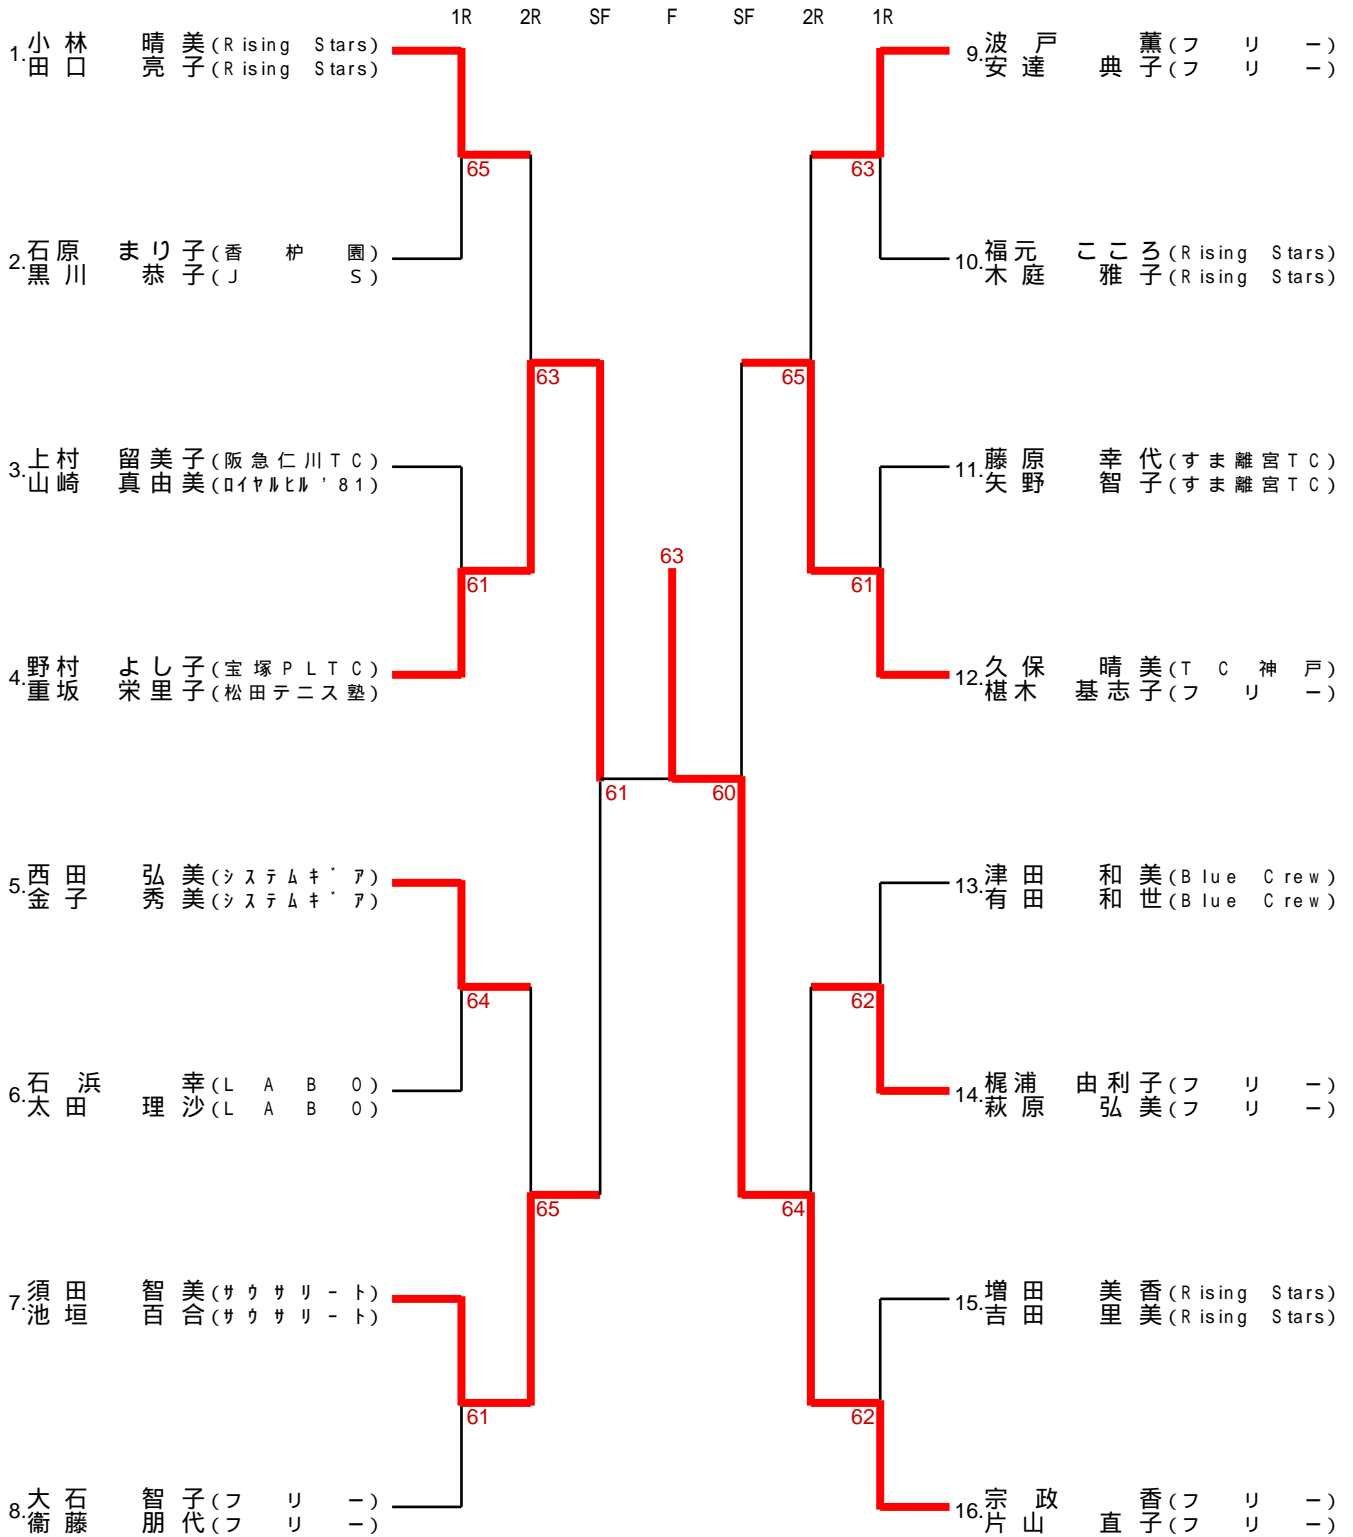 1R 2R SF F SF 2R 1R
1. 小林 晴美(Rising Stars)
田口 亮子(Rising Stars)
65
2. 石原 まり子(香枦園)
黒川 恭子(JS)
63
3. 上村 留美子(阪急仁川TC)
山崎 真由美(ロイヤルヒル'81)
61
4. 野村 よし子(宝塚PLTC)
重坂 栄里子(松田テニス塾)
63
61
60
5. 西田 弘美(システムギア)
金子 秀美(システムギア)
64
6. 石浜 幸(LABO)
太田 理沙(LABO)
65
7. 須田 智美(サウサリート)
池垣 百合(サウサリート)
61
8. 大石 智子(フリー)
衞藤 朋代(フリー)
9. 波戸 薫(フリー)
安達 典子(フリー)
63
10. 福元 こころ(Rising Stars)
木庭 雅子(Rising Stars)
65
11. 藤原 幸代(すま離宮TC)
矢野 智子(すま離宮TC)
61
12. 久保 晴美(TC神戸)
椹木 基志子(フリー)
13. 津田 和美(Blue Crew)
有田 和世(Blue Crew)
62
14. 梶浦 由利子(フリー)
萩原 弘美(フリー)
64
15. 増田 美香(Rising Stars)
吉田 里美(Rising Stars)
62
16. 宗政 香(フリー)
片山 直子(フリー)